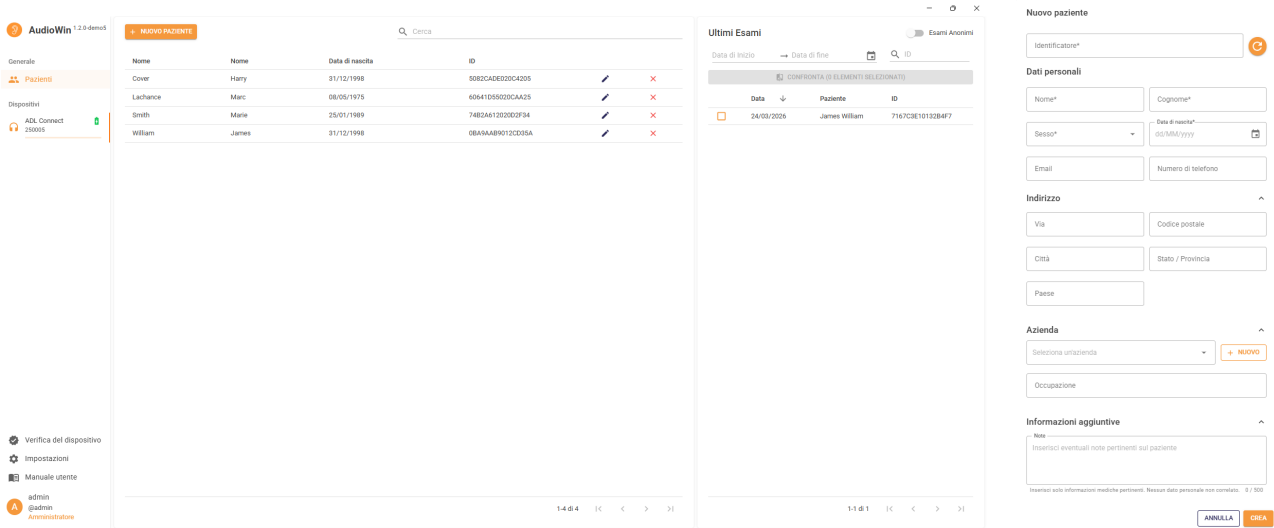 AudioWin 1.2.0-demo5
Generale
Pazienti
Dispositivi
ADL Connect
250005
Verifica del dispositivo
Impostazioni
Manuale utente
A
admin
@admin
Amministratore
+ NUOVO PAZIENTE
Cerca
Nome Nome Data di nascita ID
Cover Harry 31/12/1998 5082CADE020C4205
Lachance Marc 08/05/1975 60641D55020CAA25
Smith Marie 25/01/1989 74B2A612020D2F34
William James 31/12/1998 0BA9AAB9012CD35A
1-4 di 4
Ultimi Esami
Esami Anonimi
Data di inizio → Data di fine
ID
CONFRONTA (0 ELEMENTI SELEZIONATI)
Data ↓ Paziente ID
24/03/2026 James William 7167C3E10132B4F7
1-1 di 1
Nuovo paziente
Identificatore*
Dati personali
Nome* Cognome*
Sesso*
Data di nascita*
dd/MM/yyyy
Email Numero di telefono
Indirizzo
Via Codice postale
Città Stato / Provincia
Paese
Azienda
Seleziona un'azienda
+ NUOVO
Occupazione
Informazioni aggiuntive
Note
Inserisci eventuali note pertinenti sul paziente
Inserisci solo informazioni mediche pertinenti. Nessun dato personale non correlato. 0 / 500
ANNULLA CREA